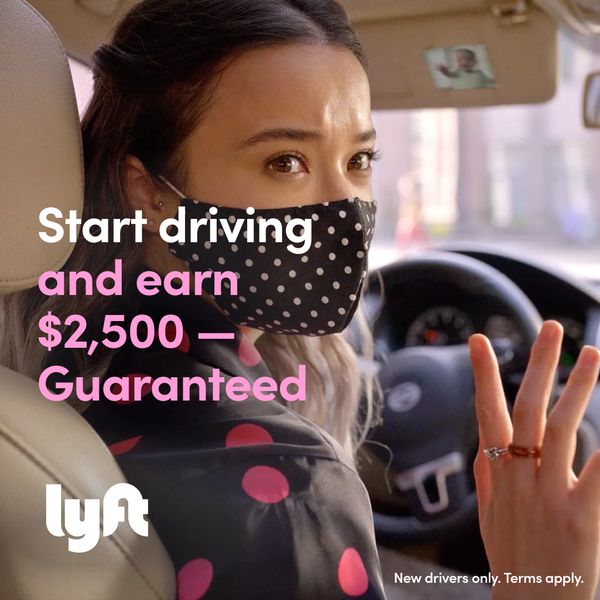 Start driving
and earn
$2,500 —
Guaranteed
lyft
New drivers only. Terms apply.